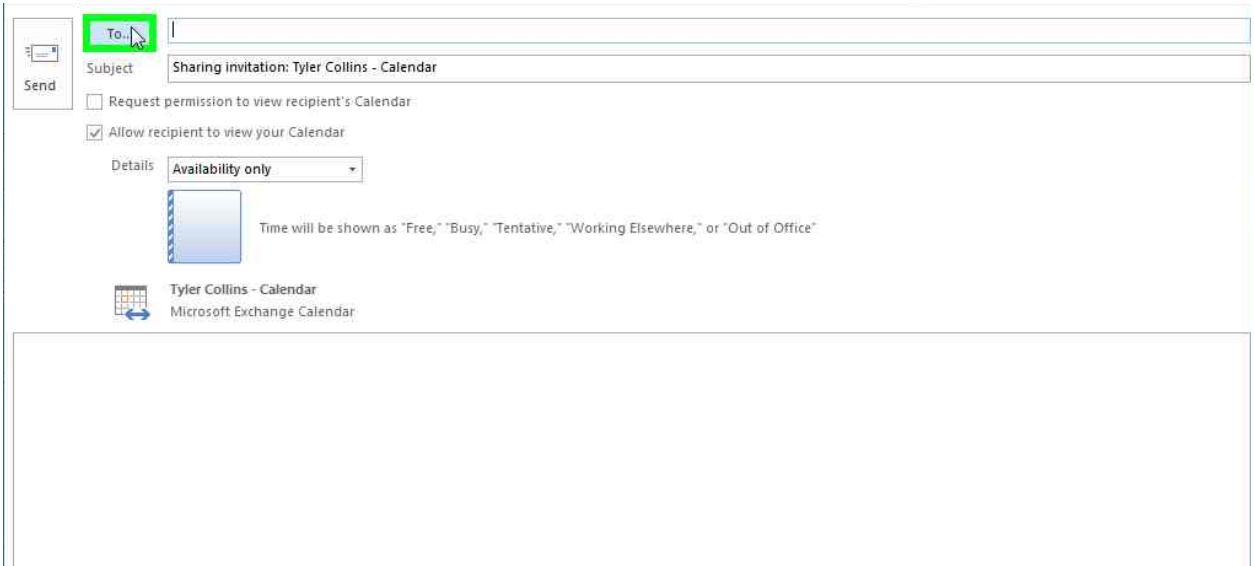 To...
Send
Subject
Sharing invitation: Tyler Collins - Calendar
Request permission to view recipient's Calendar
Allow recipient to view your Calendar
Details
Availability only
Time will be shown as "Free," "Busy," "Tentative," "Working Elsewhere," or "Out of Office"
Tyler Collins - Calendar
Microsoft Exchange Calendar